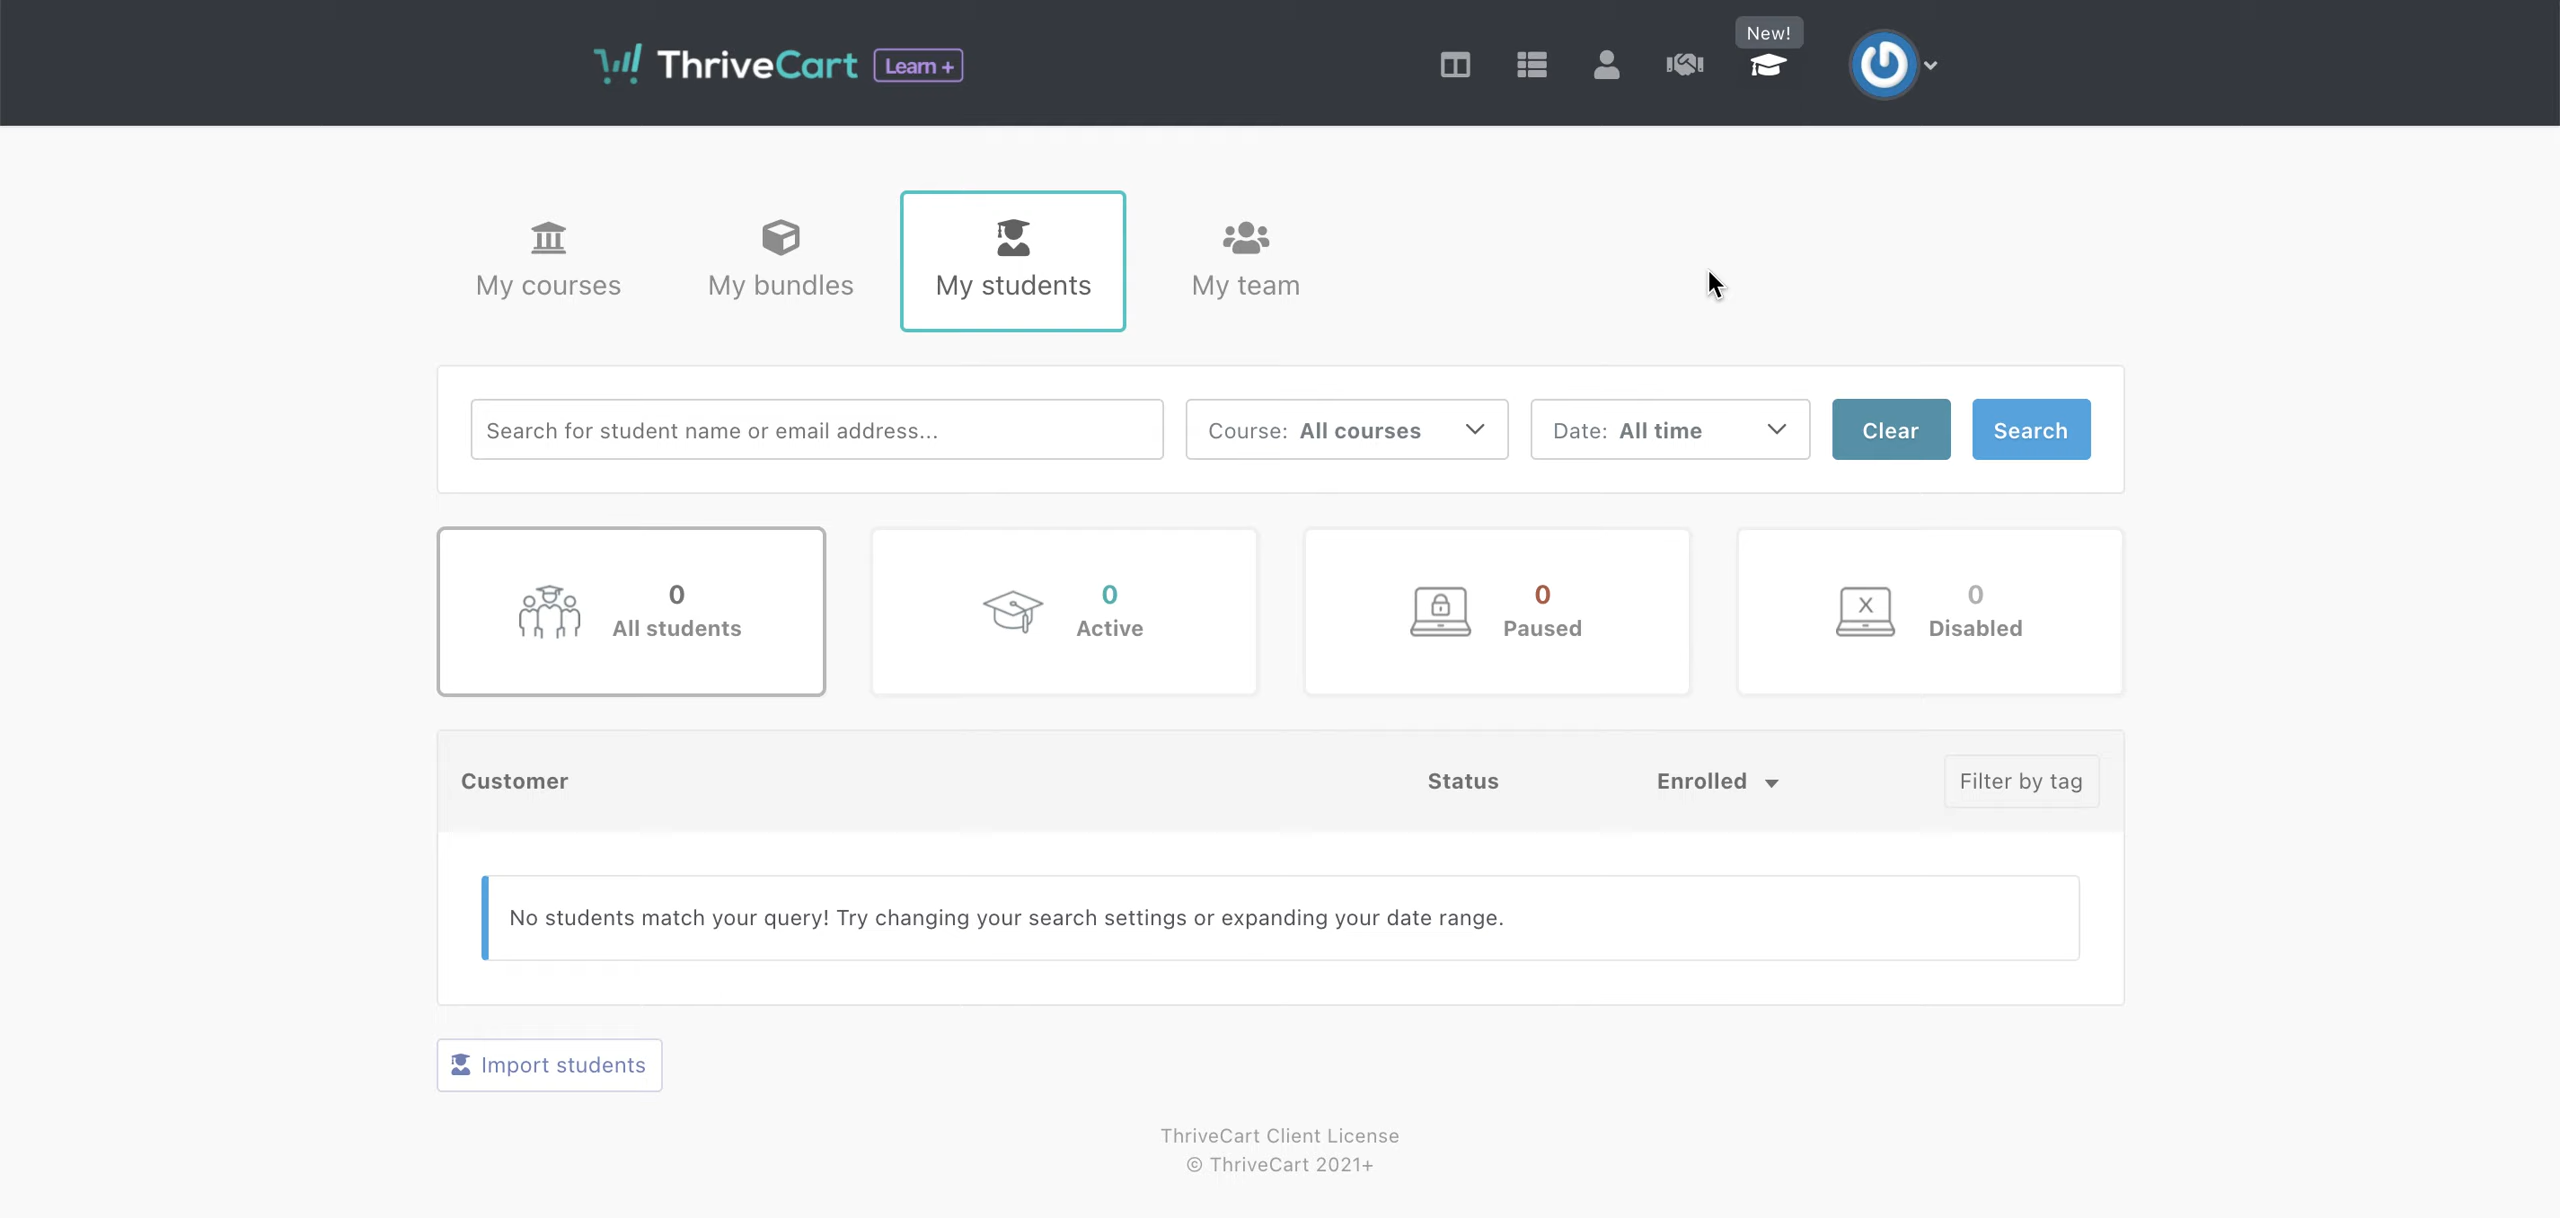 ThriveCart Learn +
New!
My courses
My bundles
My students
My team
Search for student name or email address...
Course: All courses
Date: All time
Clear
Search
0
All students
0
Active
0
Paused
X
0
Disabled
Customer
Status
Enrolled
Filter by tag
No students match your query! Try changing your search settings or expanding your date range.
Import students
ThriveCart Client License
© ThriveCart 2021+